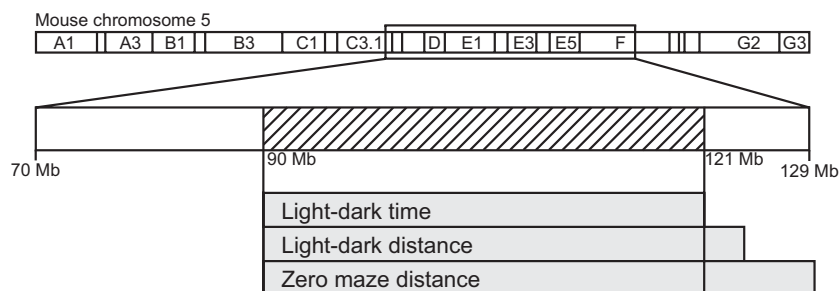 Mouse chromosome 5
A1 A3 B1 B3 C1 C3.1 D E1 E3 E5 F G2 G3
70 Mb 90 Mb 121 Mb 129 Mb
Light-dark time
Light-dark distance
Zero maze distance